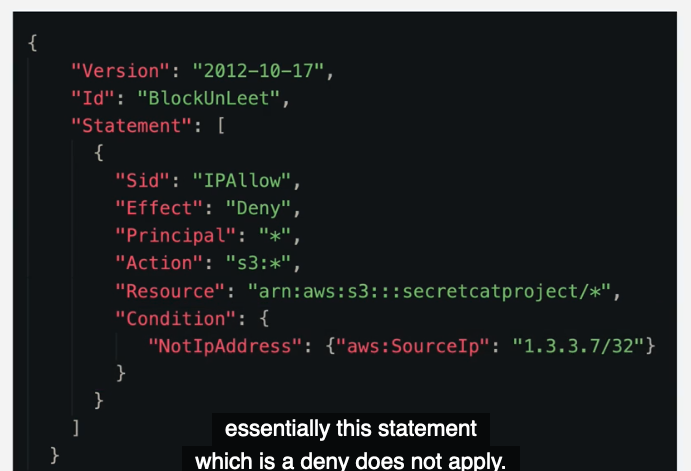 {
"Version": "2012-10-17",
"Id": "BlockUnLeet",
"Statement": [
{
"Sid": "IPAllow",
"Effect": "Deny",
"Principal": "*",
"Action": "s3:*",
"Resource": "arn:aws:s3:::secretcatproject/*",
"Condition": {
"NotIpAddress": {"aws:SourceIp": "1.3.3.7/32"}
}
}
]
}
essentially this statement
which is a deny does not apply.